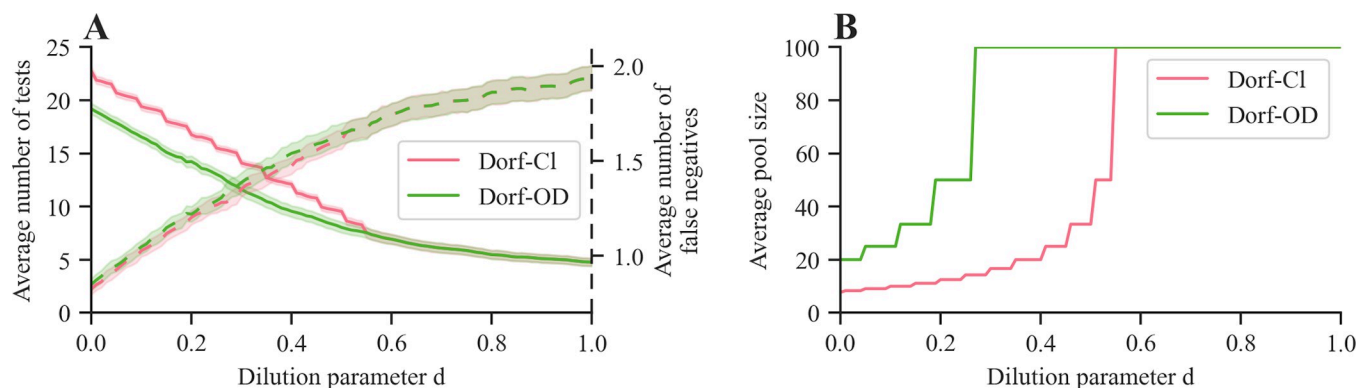 A
Average number of tests
25
20
15
10
5
0
0.0
0.2
0.4
0.6
0.8
1.0
Dilution parameter d
Dorf-Cl
Dorf-OD
2.0
1.5
1.0
Average number of
false negatives
B
Average pool size
100
80
60
40
20
0
0.0
0.2
0.4
0.6
0.8
1.0
Dilution parameter d
Dorf-Cl
Dorf-OD